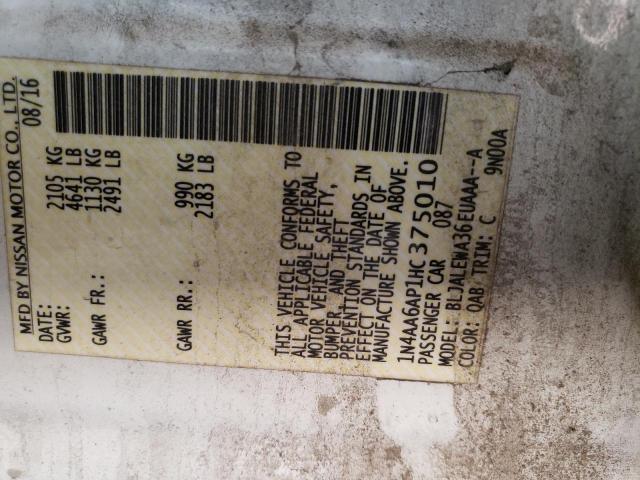 MFD BY NISSAN MOTOR CO., LTD.
DATE: 08/16
GVWR: 2105 KG
4641 LB
GAWR FR.: 1130 KG
2491 LB
GAWR RR.: 990 KG
2183 LB
THIS VEHICLE CONFORMS TO
ALL APPLICABLE FEDERAL
MOTOR VEHICLE SAFETY,
BUMPER, AND THEFT
PREVENTION STANDARDS IN
EFFECT ON THE DATE OF
MANUFACTURE SHOWN ABOVE.
1N4AA6AP1HC375010
PASSENGER CAR 087
MODEL: BLJALEWA36EUAAA--A
COLOR: QAB TRIM: C 9N00A